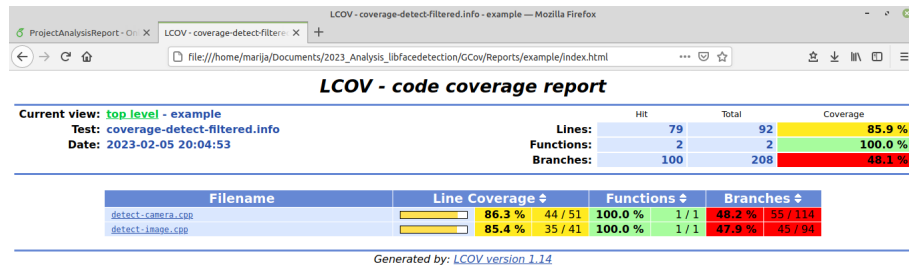 LCOV - coverage-detect-filtered.info - example — Mozilla Firefox
ProjectAnalysisReport - On
LCOV - coverage-detect-filtered
file:///home/marija/Documents/2023_Analysis_libfacedetection/GCov/Reports/example/index.html
LCOV - code coverage report
Current view: top level - example
Hit Total Coverage
Test: coverage-detect-filtered.info
Lines: 79 92 85.9 %
Date: 2023-02-05 20:04:53
Functions: 2 2 100.0 %
Branches: 100 208 48.1 %
Filename Line Coverage Functions Branches
detect-camera.cpp 86.3 % 44 / 51 100.0 % 1 / 1 48.2 % 55 / 114
detect-image.cpp 85.4 % 35 / 41 100.0 % 1 / 1 47.9 % 45 / 94
Generated by: LCOV version 1.14